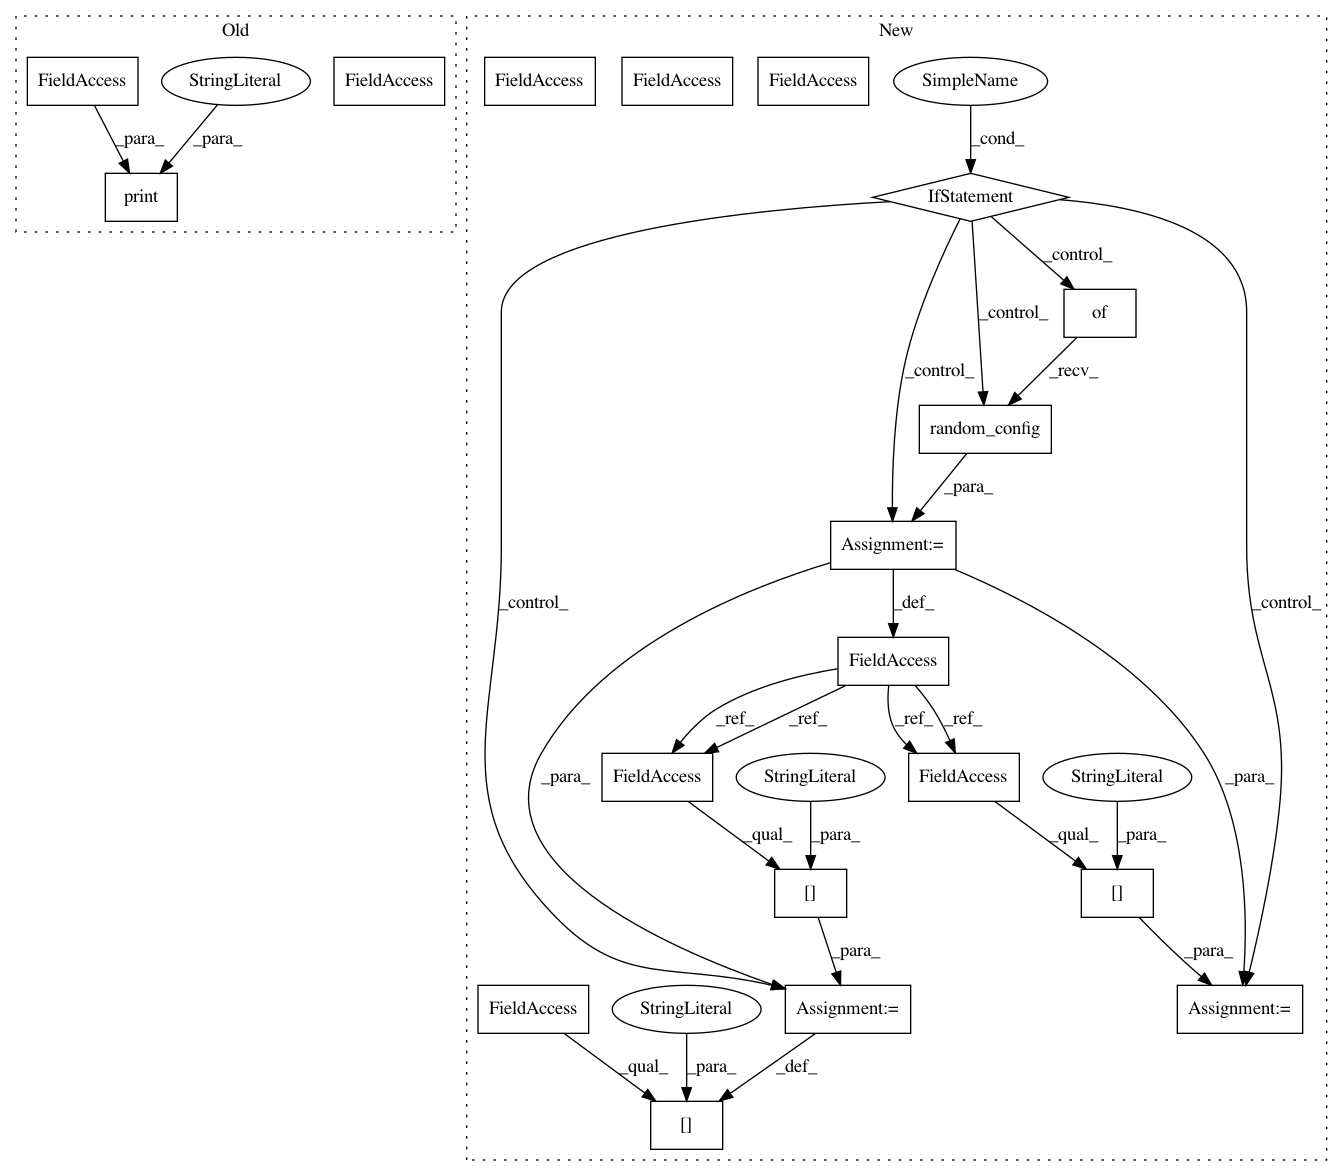 Old
New
FieldAccess
StringLiteral
FieldAccess
FieldAccess
FieldAccess
FieldAccess
SimpleName
_para_
_para_
_cond_
print
IfStatement
_control_
of
_control_
_control_
_recv_
random_config
_para_
Assignment:=
_control_
_def_
_control_
FieldAccess
_ref_
_ref_
_ref_
_ref_
_para_
FieldAccess
StringLiteral
FieldAccess
StringLiteral
_para_
_qual_
_para_
_qual_
_para_
[]
[]
_para_
_para_
FieldAccess
StringLiteral
Assignment:=
Assignment:=
_qual_
_para_
_def_
[]